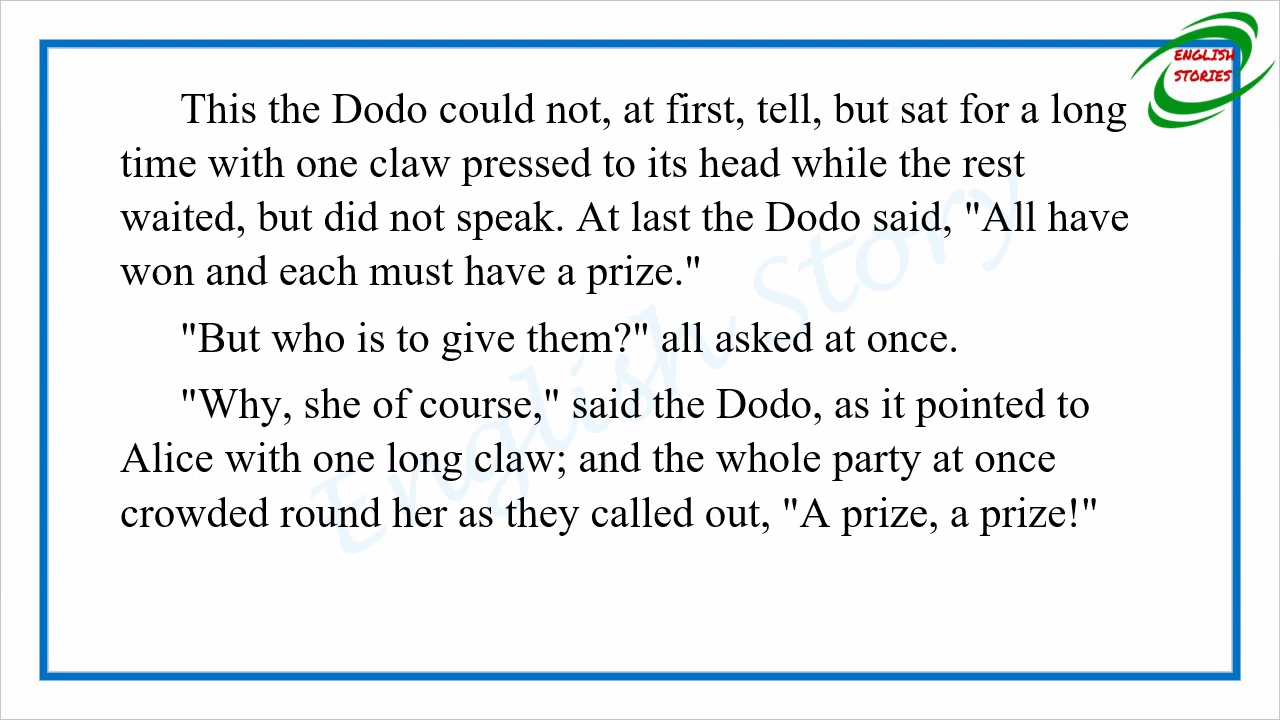 ENGLISH
STORIES
This the Dodo could not, at first, tell, but sat for a long
time with one claw pressed to its head while the rest
waited, but did not speak. At last the Dodo said, "All have
won and each must have a prize."
"But who is to give them?" all asked at once.
"Why, she of course," said the Dodo, as it pointed to
Alice with one long claw; and the whole party at once
crowded round her as they called out, "A prize, a prize!"
English Story